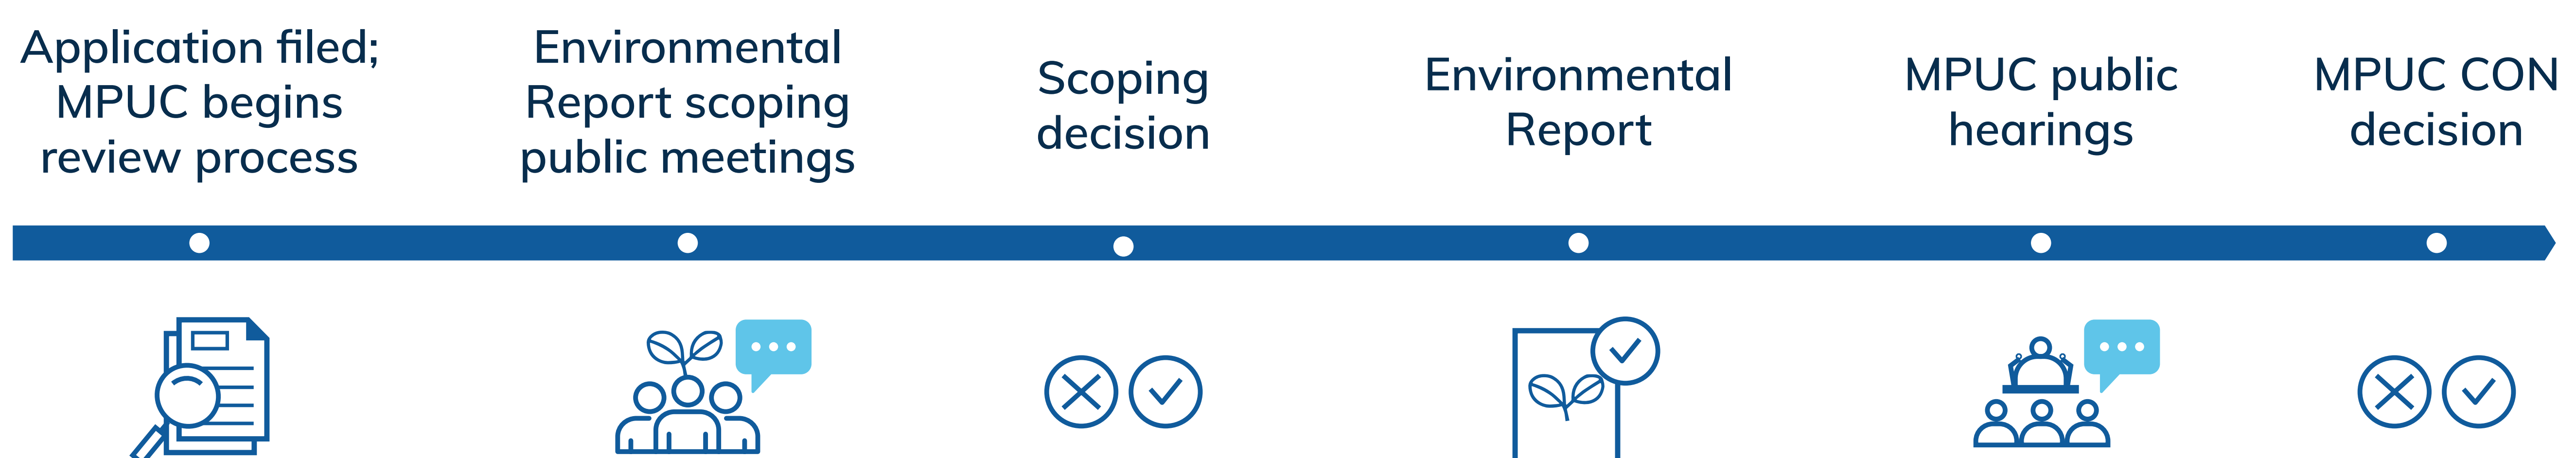 Application filed;
MPUC begins
review process
Environmental
Report scoping
public meetings
Scoping
decision
Environmental
Report
MPUC public
hearings
MPUC CON
decision